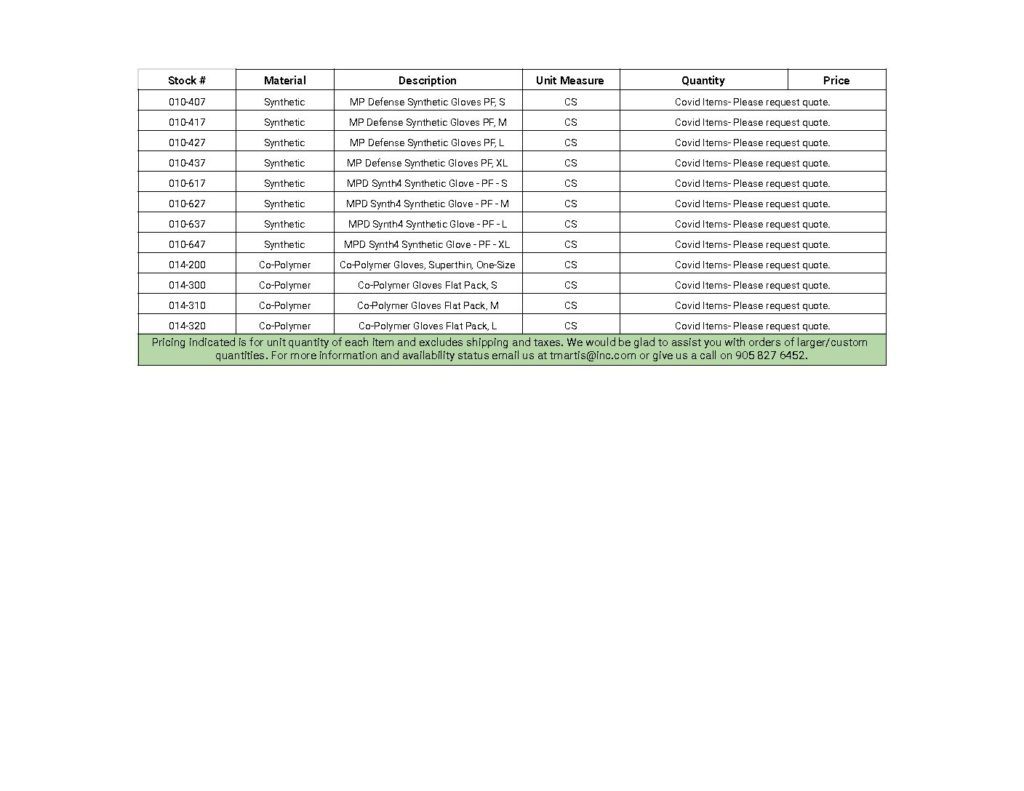 Stock # Material Description Unit Measure Quantity Price
010-407 Synthetic MP Defense Synthetic Gloves PF, S CS Covid Items- Please request quote.
010-417 Synthetic MP Defense Synthetic Gloves PF, M CS Covid Items- Please request quote.
010-427 Synthetic MP Defense Synthetic Gloves PF, L CS Covid Items- Please request quote.
010-437 Synthetic MP Defense Synthetic Gloves PF, XL CS Covid Items- Please request quote.
010-617 Synthetic MPD Synth4 Synthetic Glove - PF - S CS Covid Items- Please request quote.
010-627 Synthetic MPD Synth4 Synthetic Glove - PF - M CS Covid Items- Please request quote.
010-637 Synthetic MPD Synth4 Synthetic Glove - PF - L CS Covid Items- Please request quote.
010-647 Synthetic MPD Synth4 Synthetic Glove - PF - XL CS Covid Items- Please request quote.
014-200 Co-Polymer Co-Polymer Gloves, Superthin, One-Size CS Covid Items- Please request quote.
014-300 Co-Polymer Co-Polymer Gloves Flat Pack, S CS Covid Items- Please request quote.
014-310 Co-Polymer Co-Polymer Gloves Flat Pack, M CS Covid Items- Please request quote.
014-320 Co-Polymer Co-Polymer Gloves Flat Pack, L CS Covid Items- Please request quote.
Pricing indicated is for unit quantity of each item and excludes shipping and taxes. We would be glad to assist you with orders of larger/custom
quantities. For more information and availability status email us at tmartis@inc.com or give us a call on 905 827 6452.